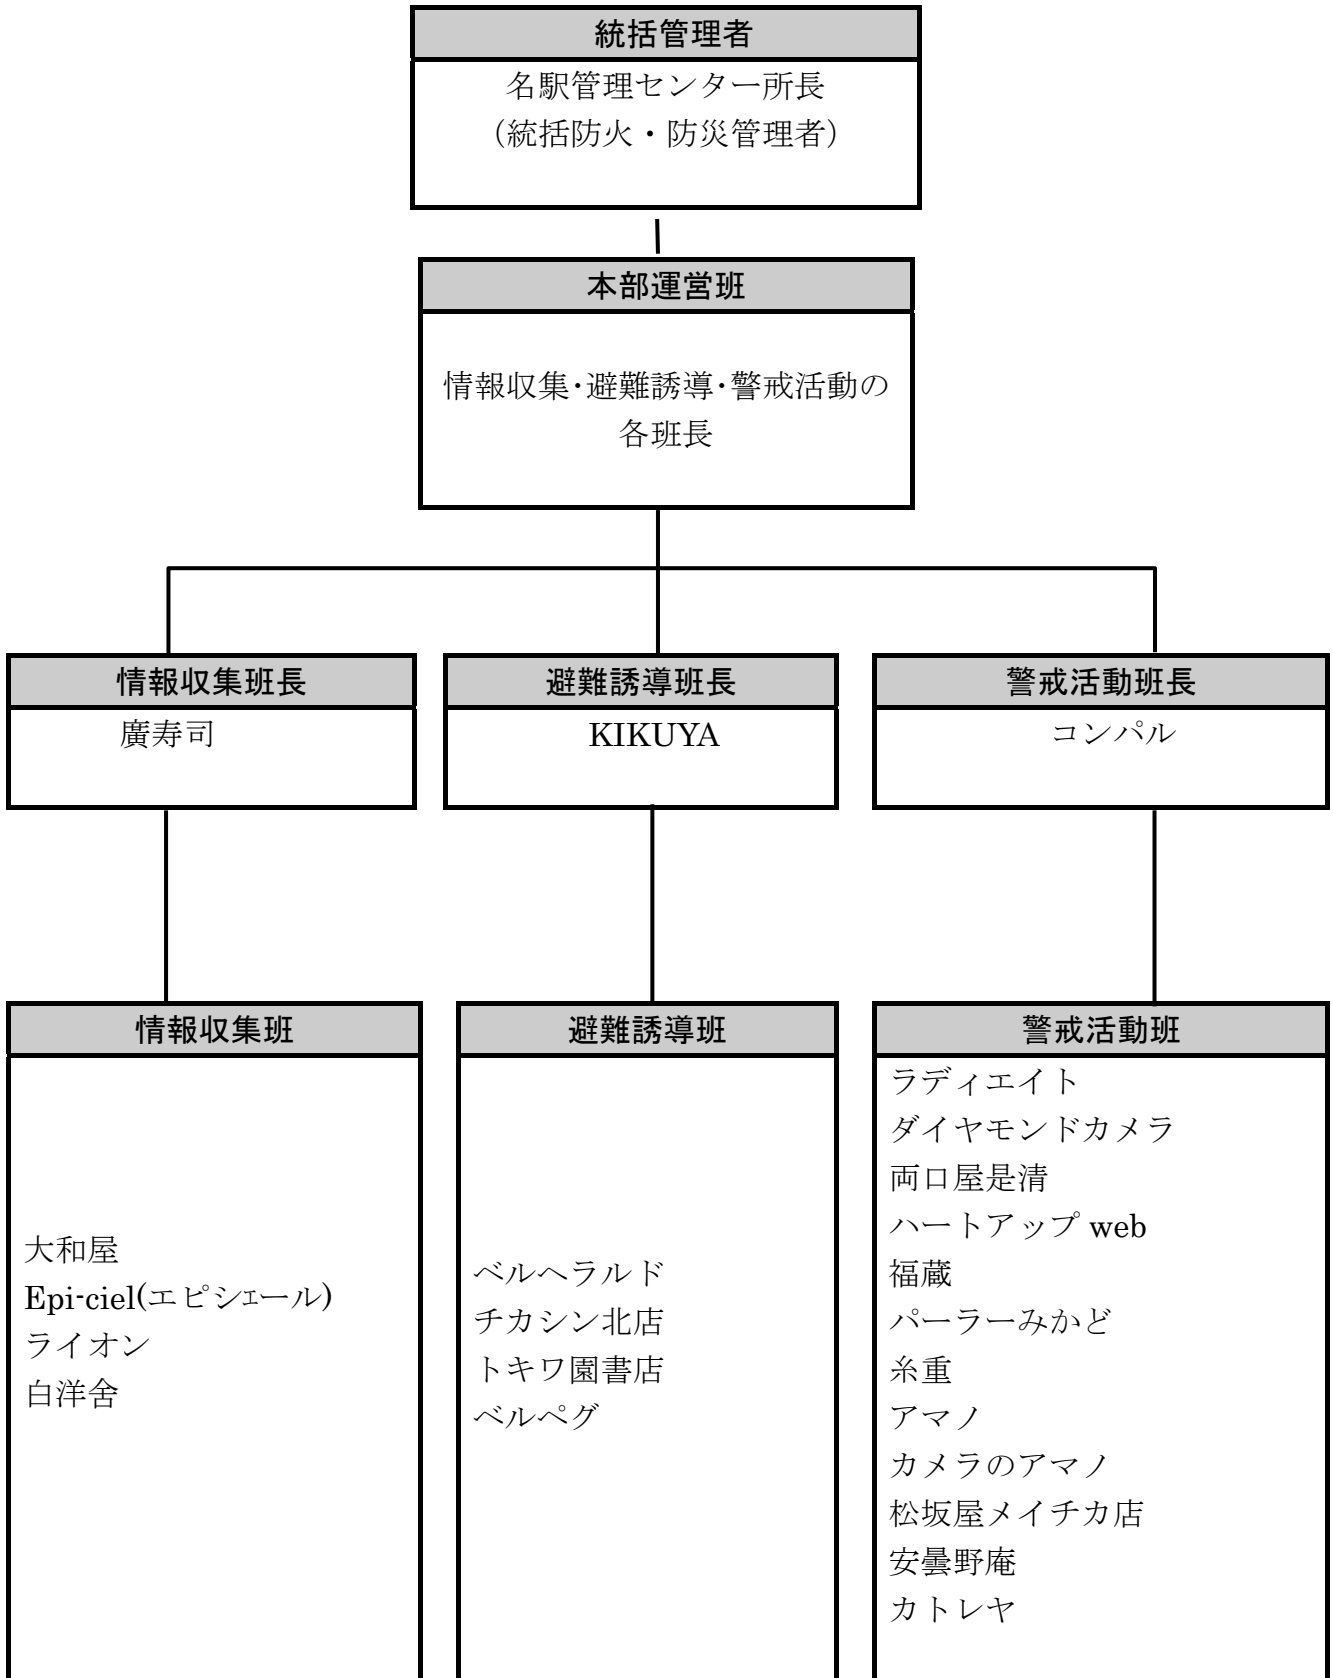 統括管理者
名駅管理センター所長
（統括防火・防災管理者）
本部運営班
情報収集･避難誘導･警戒活動の
各班長
情報収集班長
廣寿司
避難誘導班長
KIKUYA
警戒活動班長
コンパル
情報収集班
大和屋
Epi-ciel(エピシエール)
ライオン
白洋舍
避難誘導班
ベルヘラルド
チカシン北店
トキワ園書店
ベルペグ
警戒活動班
ラディエイト
ダイヤモンドカメラ
両口屋是清
ハートアップ web
福蔵
パーラーみかど
糸重
アマノ
カメラのアマノ
松坂屋メイチカ店
安曇野庵
カトレヤ